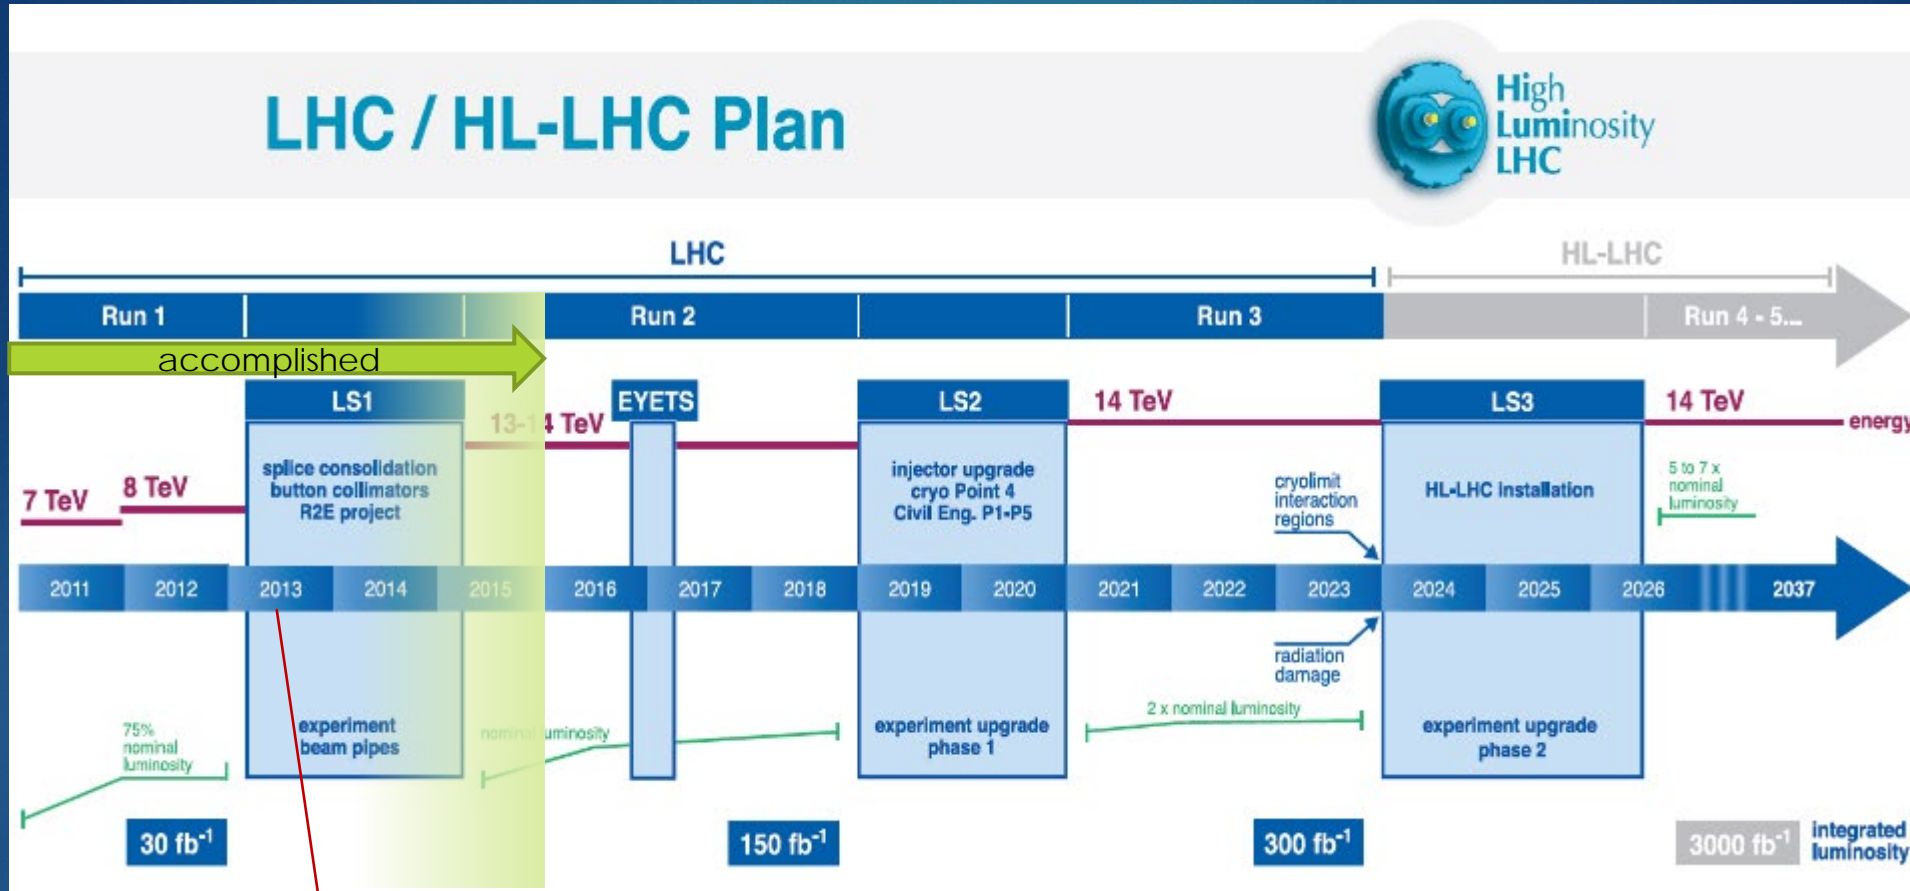 LHC / HL-LHC Plan
High
Luminosity
LHC
LHC
HL-LHC
Run 1
Run 2
Run 3
Run 4 - 5...
accomplished
LS1
EYETS
LS2
LS3
7 TeV
8 TeV
13-14 TeV
14 TeV
14 TeV
energy
splice consolidation
button collimators
R2E project
injector upgrade
cryo Point 4
Civil Eng. P1-P5
cryolimit
interaction
regions
HL-LHC installation
5 to 7 x
nominal
luminosity
2011
2012
2013
2014
2015
2016
2017
2018
2019
2020
2021
2022
2023
2024
2025
2026
2037
75%
nominal
luminosity
experiment
beam pipes
nominal luminosity
experiment upgrade
phase 1
2 x nominal luminosity
radiation
damage
experiment upgrade
phase 2
30 fb⁻¹
150 fb⁻¹
300 fb⁻¹
3000 fb⁻¹
integrated
luminosity